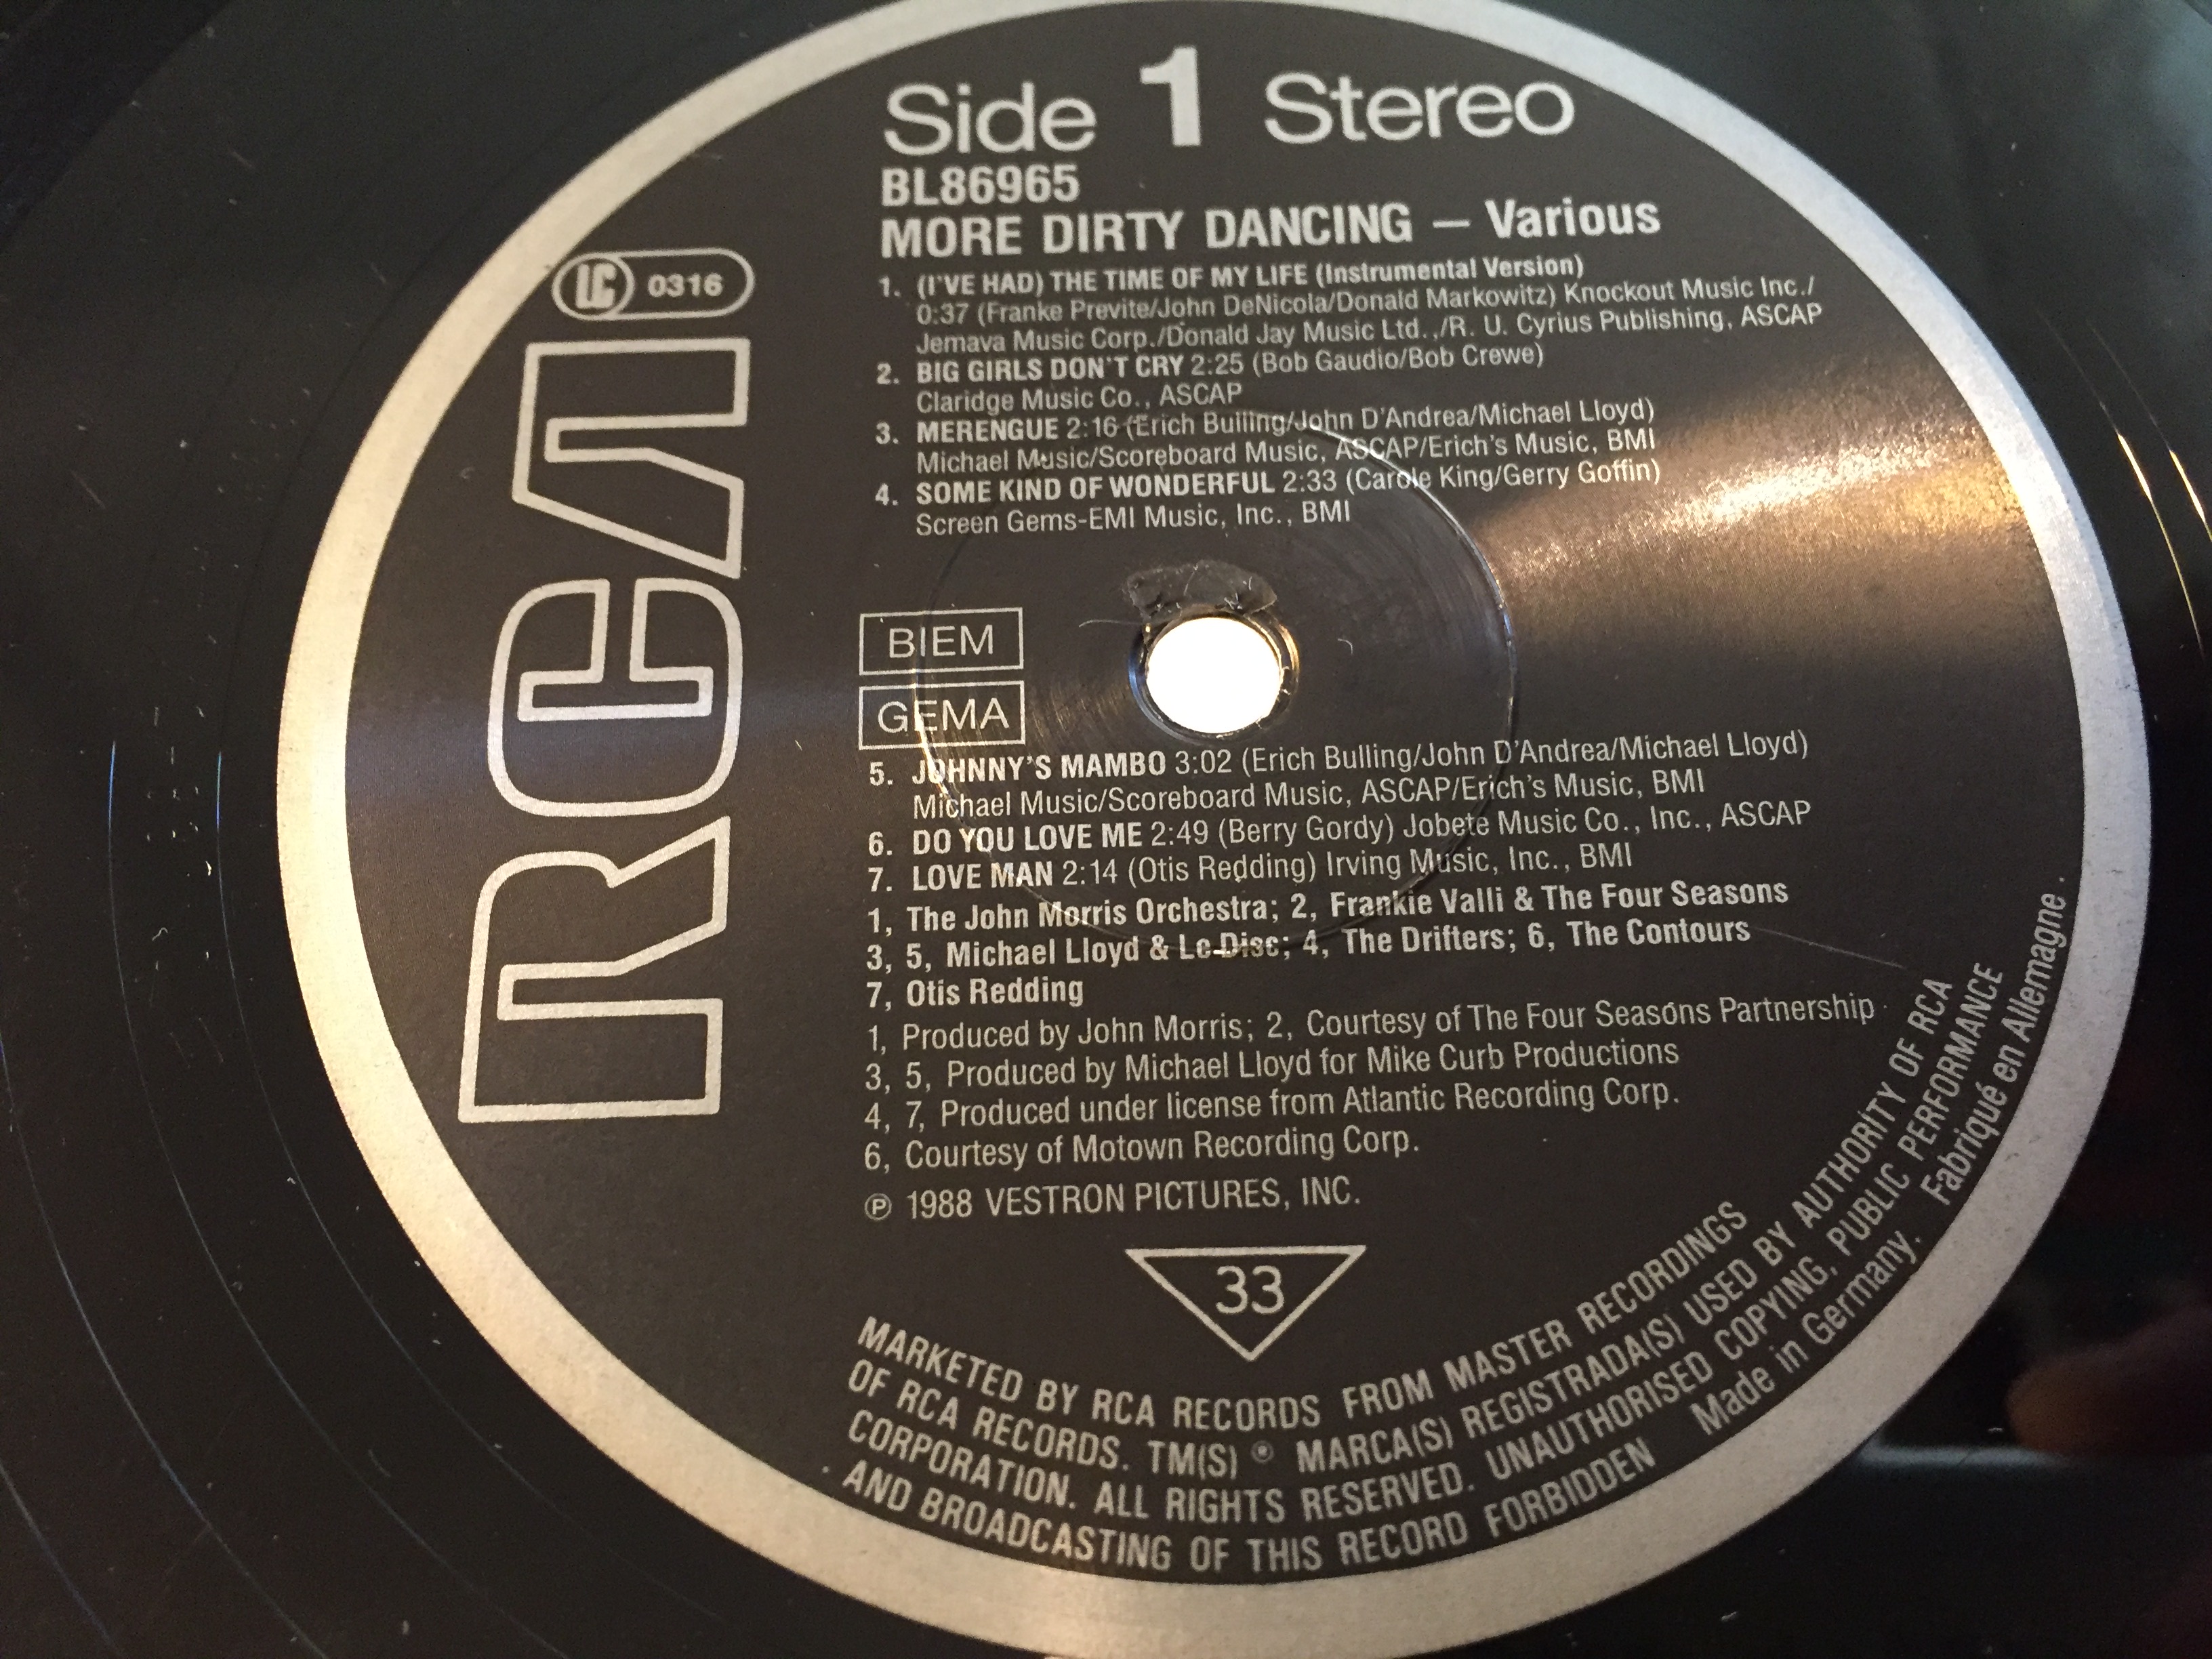 Side 1 Stereo
BL86965
MORE DIRTY DANCING – Various
LC 0316
RCA
1. (I'VE HAD) THE TIME OF MY LIFE (Instrumental Version)
0:37 (Franke Previte/John DeNicola/Donald Markowitz) Knockout Music Inc./
Jemava Music Corp./Donald Jay Music Ltd.,/R. U. Cyrius Publishing, ASCAP
2. BIG GIRLS DON'T CRY 2:25 (Bob Gaudio/Bob Crewe)
Claridge Music Co., ASCAP
3. MERENGUE 2:16 (Erich Bulling/John D'Andrea/Michael Lloyd)
Michael Music/Scoreboard Music, ASCAP/Erich's Music, BMI
4. SOME KIND OF WONDERFUL 2:33 (Carole King/Gerry Goffin)
Screen Gems-EMI Music, Inc., BMI
BIEM
GEMA
5. JOHNNY'S MAMBO 3:02 (Erich Bulling/John D'Andrea/Michael Lloyd)
Michael Music/Scoreboard Music, ASCAP/Erich's Music, BMI
6. DO YOU LOVE ME 2:49 (Berry Gordy) Jobete Music Co., Inc., ASCAP
7. LOVE MAN 2:14 (Otis Redding) Irving Music, Inc., BMI
1, The John Morris Orchestra; 2, Frankie Valli & The Four Seasons
3, 5, Michael Lloyd & Le Disc; 4, The Drifters; 6, The Contours
7, Otis Redding
1, Produced by John Morris; 2, Courtesy of The Four Seasons Partnership
3, 5, Produced by Michael Lloyd for Mike Curb Productions
4, 7, Produced under license from Atlantic Recording Corp.
6, Courtesy of Motown Recording Corp.
℗ 1988 VESTRON PICTURES, INC.
33
MARKETED BY RCA RECORDS FROM MASTER RECORDINGS
OF RCA RECORDS. TM(S) ® MARCA(S) REGISTRADA(S) USED BY AUTHORITY OF RCA
CORPORATION. ALL RIGHTS RESERVED. UNAUTHORISED COPYING, PUBLIC PERFORMANCE
AND BROADCASTING OF THIS RECORD FORBIDDEN Made in Germany. Fabriqué en Allemagne.